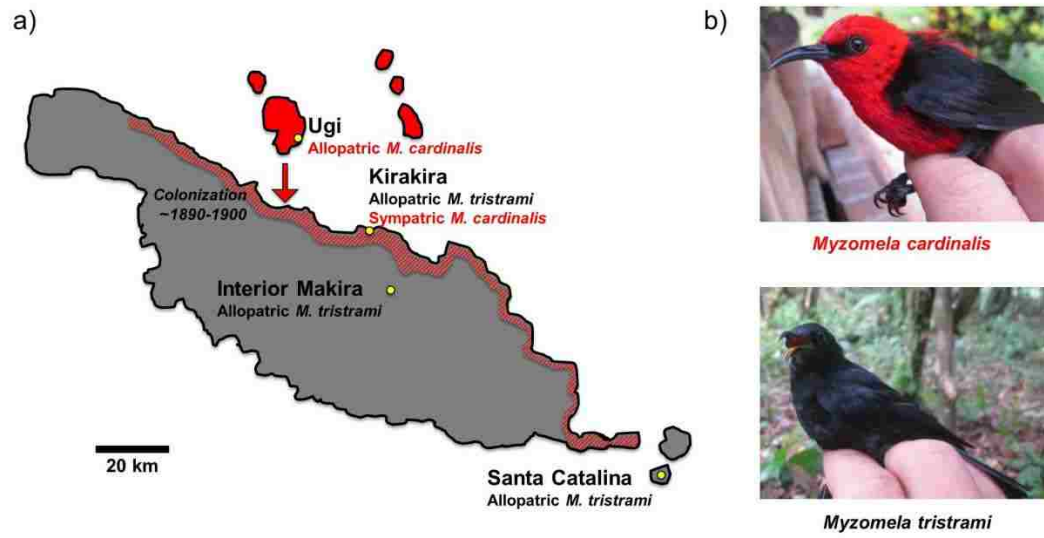 a)
Ugi
Allopatric M. cardinalis
Kirakira
Allopatric M. tristrami
Sympatric M. cardinalis
Colonization
~1890-1900
Interior Makira
Allopatric M. tristrami
20 km
Santa Catalina
Allopatric M. tristrami
b)
Myzomela cardinalis
Myzomela tristrami